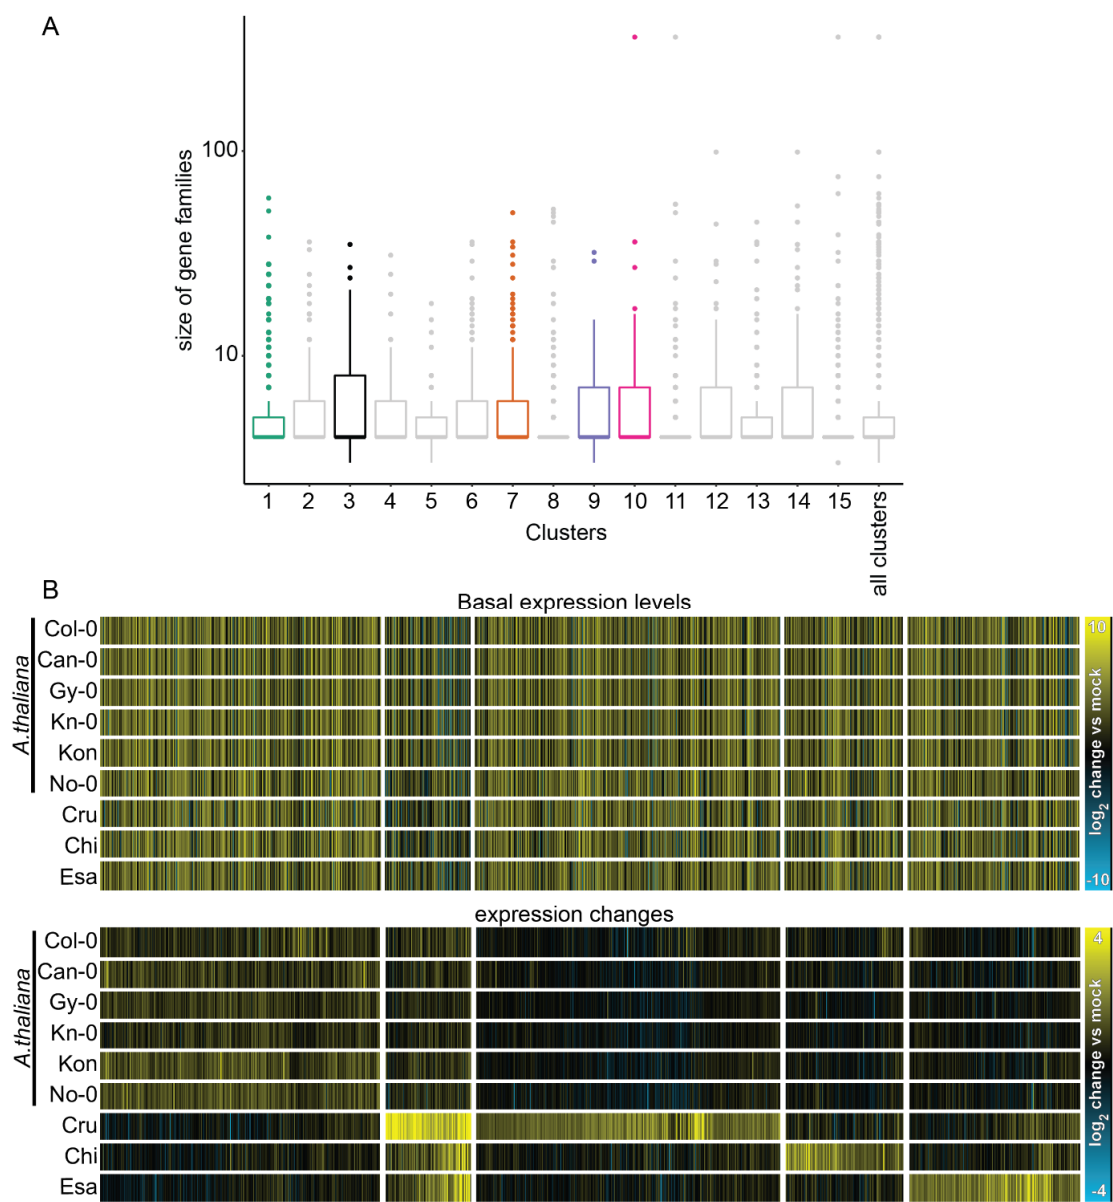 A
size of gene families
100
10
1 2 3 4 5 6 7 8 9 10 11 12 13 14 15 all clusters
Clusters
B
Basal expression levels
A.thaliana
Col-0
Can-0
Gy-0
Kn-0
Kon
No-0
Cru
Chi
Esa
10
log2 change vs mock
-10
expression changes
A.thaliana
Col-0
Can-0
Gy-0
Kn-0
Kon
No-0
Cru
Chi
Esa
4
log2 change vs mock
-4